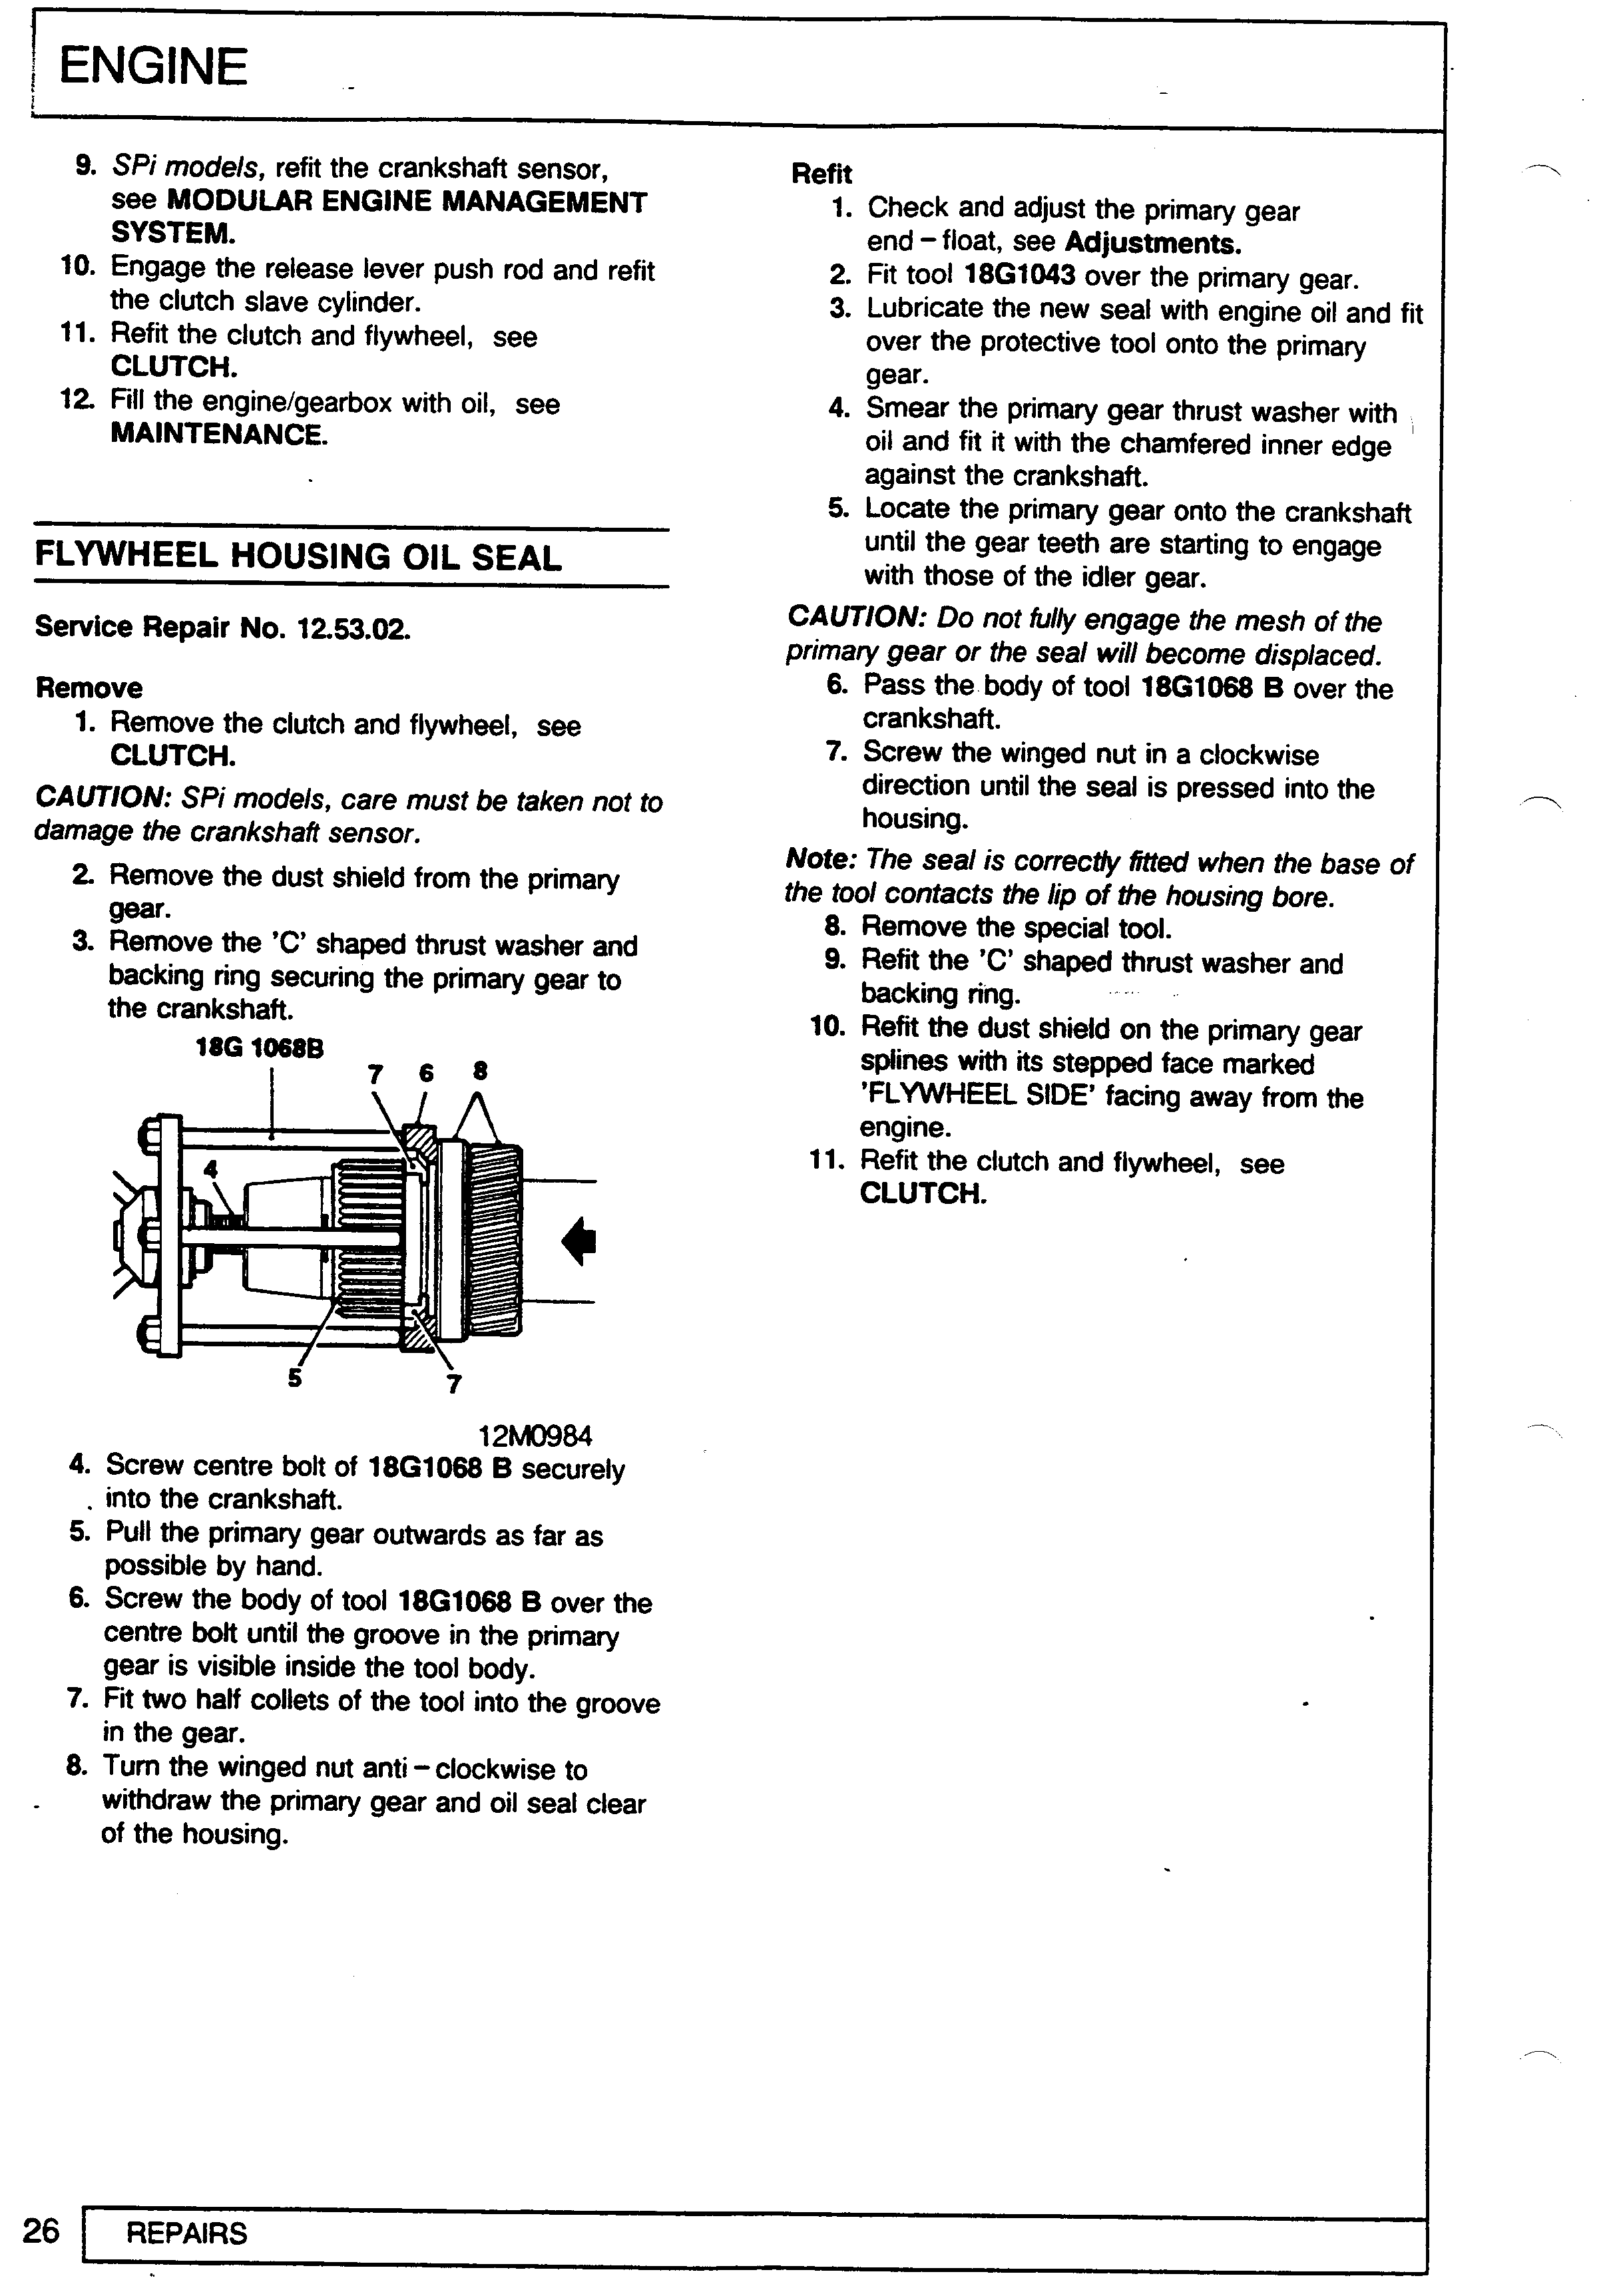 ENGINE
9. SPi models, refit the crankshaft sensor,
see MODULAR ENGINE MANAGEMENT
SYSTEM.
10. Engage the release lever push rod and refit
the clutch slave cylinder.
11. Refit the clutch and flywheel, see
CLUTCH.
12. Fill the engine/gearbox with oil, see
MAINTENANCE.
FLYWHEEL HOUSING OIL SEAL
Service Repair No. 12.53.02.
Remove
1. Remove the clutch and flywheel, see
CLUTCH.
CAUTION: SPi models, care must be taken not to
damage the crankshaft sensor.
2. Remove the dust shield from the primary
gear.
3. Remove the 'C' shaped thrust washer and
backing ring securing the primary gear to
the crankshaft.
18G 1068B
7 6 8
4
5
7
12M0984
4. Screw centre bolt of 18G1068 B securely
into the crankshaft.
5. Pull the primary gear outwards as far as
possible by hand.
6. Screw the body of tool 18G1068 B over the
centre bolt until the groove in the primary
gear is visible inside the tool body.
7. Fit two half collets of the tool into the groove
in the gear.
8. Turn the winged nut anti – clockwise to
withdraw the primary gear and oil seal clear
of the housing.
Refit
1. Check and adjust the primary gear
end – float, see Adjustments.
2. Fit tool 18G1043 over the primary gear.
3. Lubricate the new seal with engine oil and fit
over the protective tool onto the primary
gear.
4. Smear the primary gear thrust washer with
oil and fit it with the chamfered inner edge
against the crankshaft.
5. Locate the primary gear onto the crankshaft
until the gear teeth are starting to engage
with those of the idler gear.
CAUTION: Do not fully engage the mesh of the
primary gear or the seal will become displaced.
6. Pass the body of tool 18G1068 B over the
crankshaft.
7. Screw the winged nut in a clockwise
direction until the seal is pressed into the
housing.
Note: The seal is correctly fitted when the base of
the tool contacts the lip of the housing bore.
8. Remove the special tool.
9. Refit the 'C' shaped thrust washer and
backing ring.
10. Refit the dust shield on the primary gear
splines with its stepped face marked
'FLYWHEEL SIDE' facing away from the
engine.
11. Refit the clutch and flywheel, see
CLUTCH.
26
REPAIRS